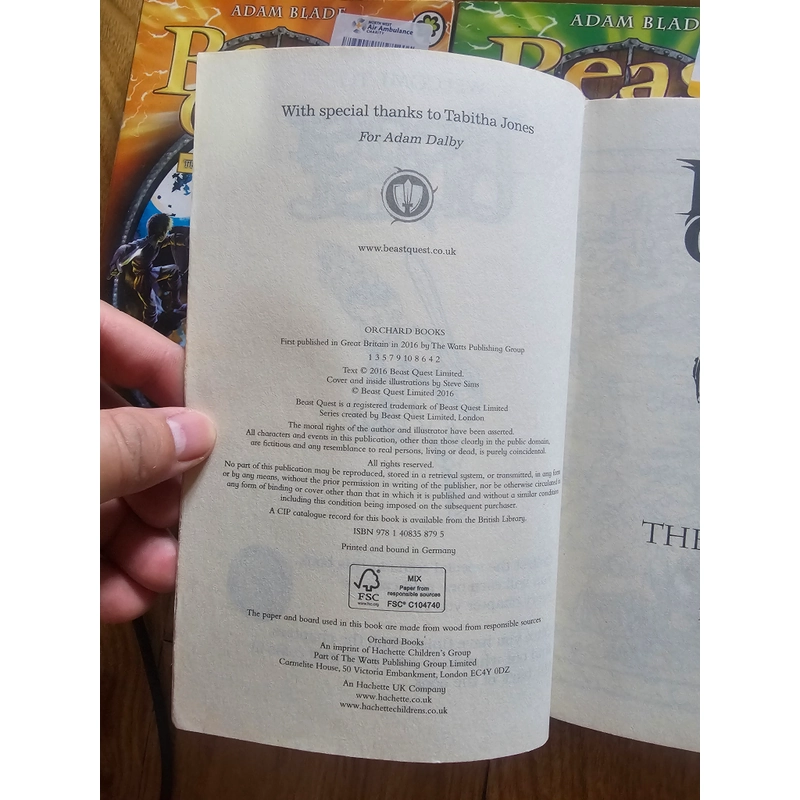 ADAM BLADE
NORTH WEST
Air Ambulance
CHARITY
ADAM BLAD
Beas
With special thanks to Tabitha Jones
For Adam Dalby
www.beastquest.co.uk
ORCHARD BOOKS
First published in Great Britain in 2016 by The Watts Publishing Group
1 3 5 7 9 10 8 6 4 2
Text © 2016 Beast Quest Limited.
Cover and inside illustrations by Steve Sims
© Beast Quest Limited 2016
Beast Quest is a registered trademark of Beast Quest Limited
Series created by Beast Quest Limited, London
The moral rights of the author and illustrator have been asserted.
All characters and events in this publication, other than those clearly in the public domain,
are fictitious and any resemblance to real persons, living or dead, is purely coincidental.
All rights reserved.
No part of this publication may be reproduced, stored in a retrieval system, or transmitted, in any form
or by any means, without the prior permission in writing of the publisher, nor be otherwise circulated in
any form of binding or cover other than that in which it is published and without a similar condition
including this condition being imposed on the subsequent purchaser.
A CIP catalogue record for this book is available from the British Library.
ISBN 978 1 40835 879 5
Printed and bound in Germany
FSC
www.fsc.org
MIX
Paper from
responsible sources
FSC® C104740
The paper and board used in this book are made from wood from responsible sources
Orchard Books
An imprint of Hachette Children's Group
Part of The Watts Publishing Group Limited
Carmelite House, 50 Victoria Embankment, London EC4Y 0DZ
An Hachette UK Company
www.hachette.co.uk
www.hachettechildrens.co.uk
THE